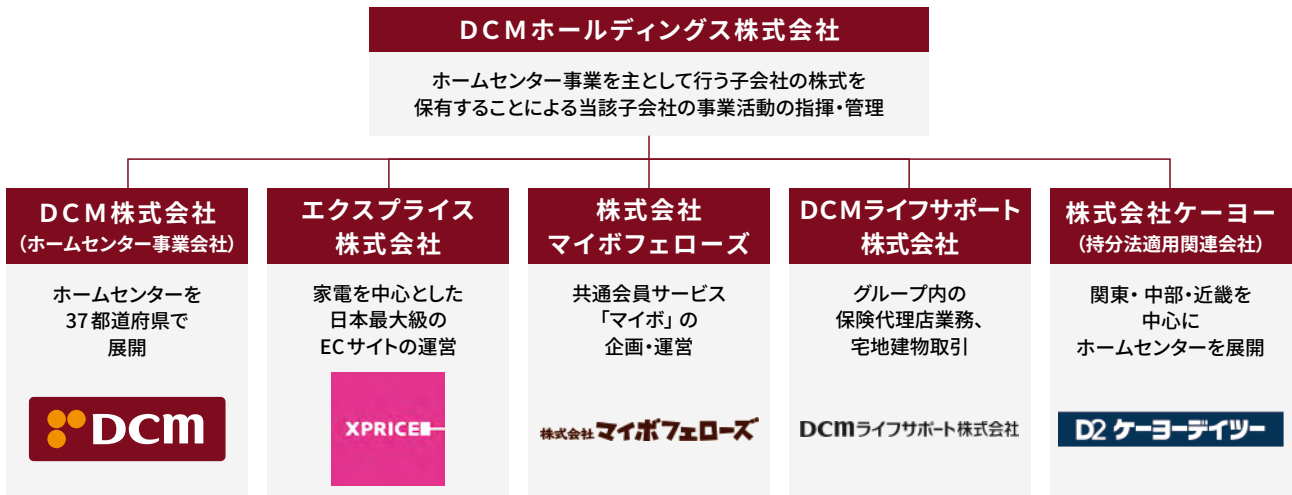 DCMホールディングス株式会社
ホームセンター事業を主として行う子会社の株式を
保有することによる当該子会社の事業活動の指揮・管理
DCM株式会社
（ホームセンター事業会社）
ホームセンターを
37都道府県で
展開
DCM
エクスプライス
株式会社
家電を中心とした
日本最大級の
ECサイトの運営
XPRICE
株式会社
マイボフェローズ
共通会員サービス
「マイボ」の
企画・運営
株式会社マイボフェローズ
DCMライフサポート
株式会社
グループ内の
保険代理店業務、
宅地建物取引
DCMライフサポート株式会社
株式会社ケーヨー
（持分法適用関連会社）
関東・中部・近畿を
中心に
ホームセンターを展開
D2 ケーヨーデイツー